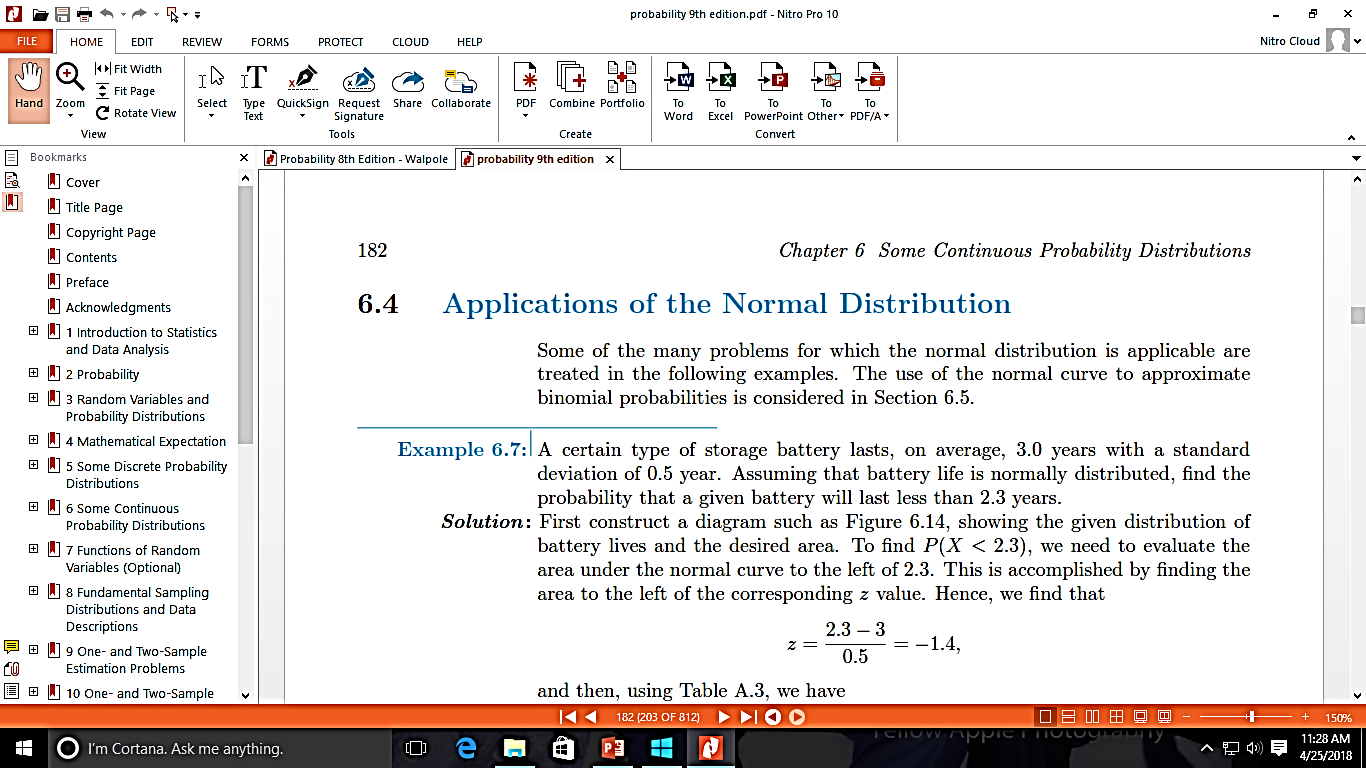 probability 9th edition.pdf - Nitro Pro 10
FILE HOME EDIT REVIEW FORMS PROTECT CLOUD HELP Nitro Cloud
Hand
Zoom
Fit Width
Fit Page
Rotate View
View
Select
Type Text
QuickSign
Request Signature
Share
Collaborate
Tools
PDF
Combine
Portfolio
Create
To Word
To Excel
To PowerPoint
To Other
To PDF/A
Convert
Bookmarks
Cover
Title Page
Copyright Page
Contents
Preface
Acknowledgments
1 Introduction to Statistics
and Data Analysis
2 Probability
3 Random Variables and
Probability Distributions
4 Mathematical Expectation
5 Some Discrete Probability
Distributions
6 Some Continuous
Probability Distributions
7 Functions of Random
Variables (Optional)
8 Fundamental Sampling
Distributions and Data
Descriptions
9 One- and Two-Sample
Estimation Problems
10 One- and Two-Sample
Probability 8th Edition - Walpole
probability 9th edition
182 Chapter 6 Some Continuous Probability Distributions
6.4 Applications of the Normal Distribution
Some of the many problems for which the normal distribution is applicable are
treated in the following examples. The use of the normal curve to approximate
binomial probabilities is considered in Section 6.5.
Example 6.7: A certain type of storage battery lasts, on average, 3.0 years with a standard
deviation of 0.5 year. Assuming that battery life is normally distributed, find the
probability that a given battery will last less than 2.3 years.
Solution: First construct a diagram such as Figure 6.14, showing the given distribution of
battery lives and the desired area. To find P(X < 2.3), we need to evaluate the
area under the normal curve to the left of 2.3. This is accomplished by finding the
area to the left of the corresponding z value. Hence, we find that
z = (2.3 − 3)/0.5 = −1.4,
and then, using Table A.3, we have
182 (203 OF 812)
150%
Yellow Apple Photography
I'm Cortana. Ask me anything.
11:28 AM
4/25/2018